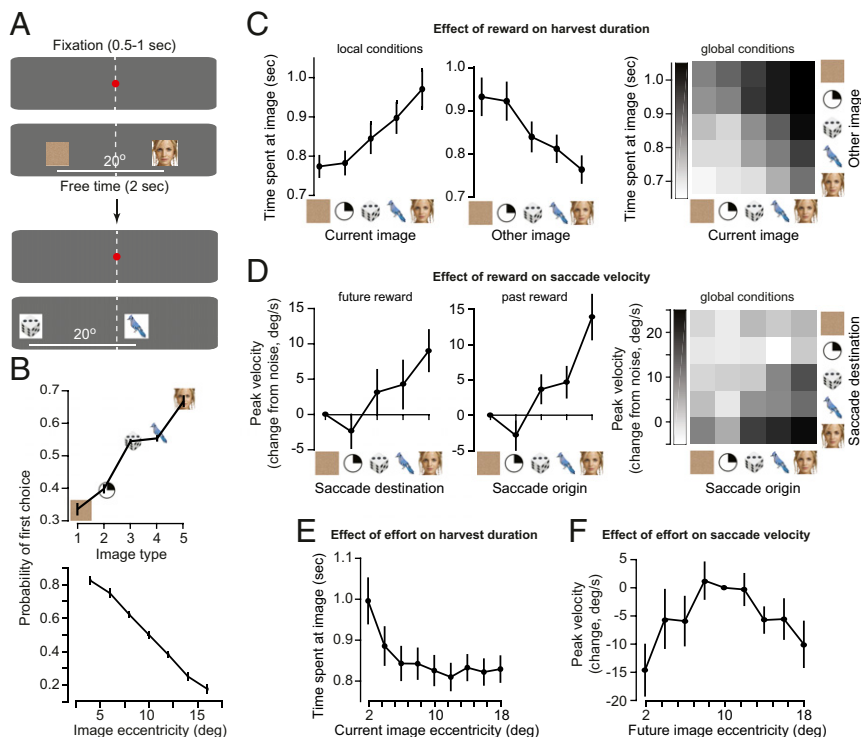 A
Fixation (0.5-1 sec)
20º
Free time (2 sec)
20º
B
Probability of first choice
0.7
0.6
0.5
0.4
0.3
1 2 3 4 5
Image type
0.8
0.6
0.4
0.2
5 10 15
Image eccentricity (deg)
C Effect of reward on harvest duration
local conditions
Time spent at image (sec)
1.0
0.9
0.8
0.7
Current image
1.0
0.9
0.8
0.7
Other image
global conditions
Time spent at image (sec)
1.0
0.9
0.8
0.7
Other image
Current image
D Effect of reward on saccade velocity
future reward
Peak velocity
(change from noise, deg/s)
15
10
5
0
-5
Saccade destination
past reward
15
10
5
0
-5
Saccade origin
global conditions
Peak velocity
(change from noise, deg/s)
20
15
10
5
0
Saccade destination
Saccade origin
E Effect of effort on harvest duration
Time spent at image (sec)
1.1
1.0
0.9
0.8
2 10 18
Current image eccentricity (deg)
F Effect of effort on saccade velocity
Peak velocity
(change, deg/s)
5
0
-5
-10
-15
-20
2 10 18
Future image eccentricity (deg)